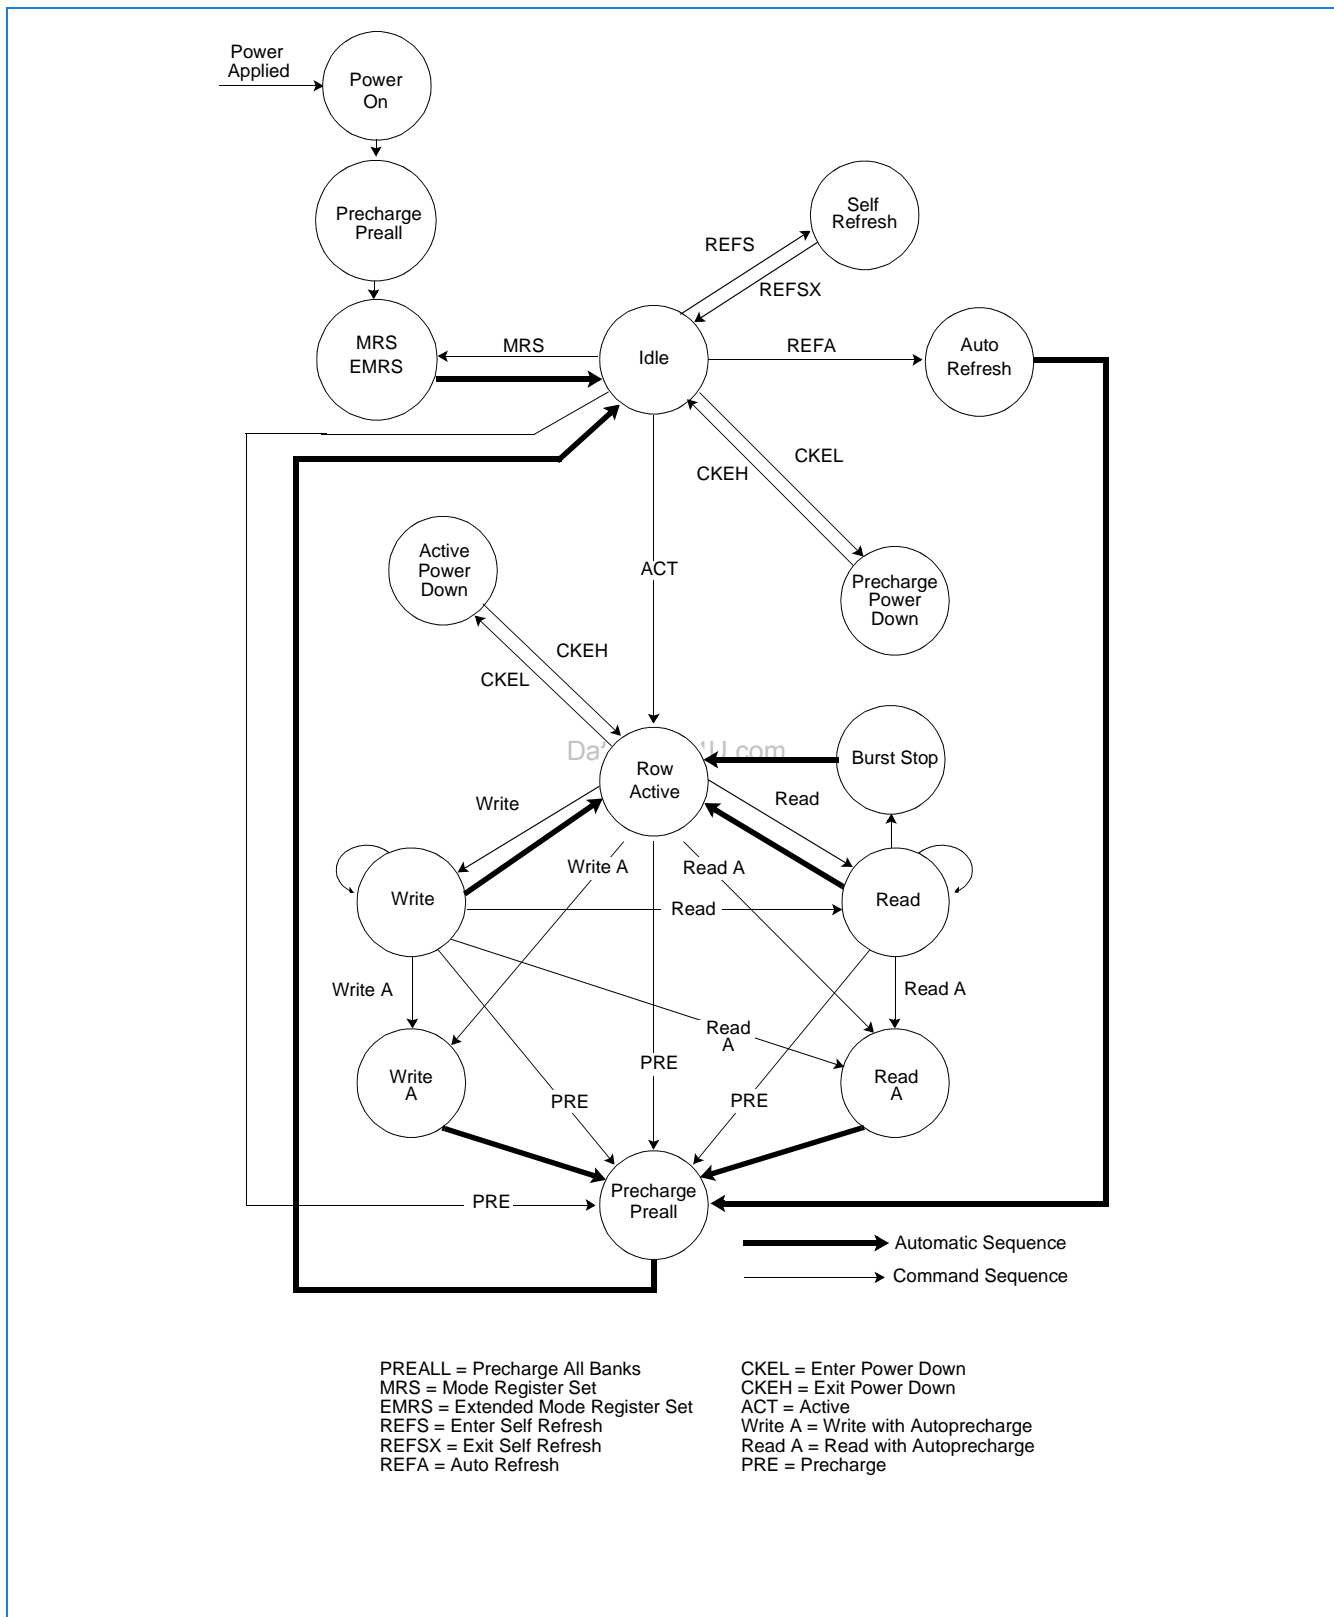 Power
Applied
Power
On
Precharge
Preall
Self
Refresh
REFS
REFSX
MRS
EMRS
MRS
Idle
REFA
Auto
Refresh
CKEL
CKEH
Active
Power
Down
ACT
Precharge
Power
Down
CKEH
CKEL
Row
Active
Burst Stop
Write
Read
Write A
Read A
Write
Read
Read
Write A
Read A
Read
A
PRE
Write
A
Read
A
PRE
PRE
Precharge
Preall
PRE
Automatic Sequence
Command Sequence
PREALL = Precharge All Banks
MRS = Mode Register Set
EMRS = Extended Mode Register Set
REFS = Enter Self Refresh
REFSX = Exit Self Refresh
REFA = Auto Refresh
CKEL = Enter Power Down
CKEH = Exit Power Down
ACT = Active
Write A = Write with Autoprecharge
Read A = Read with Autoprecharge
PRE = Precharge